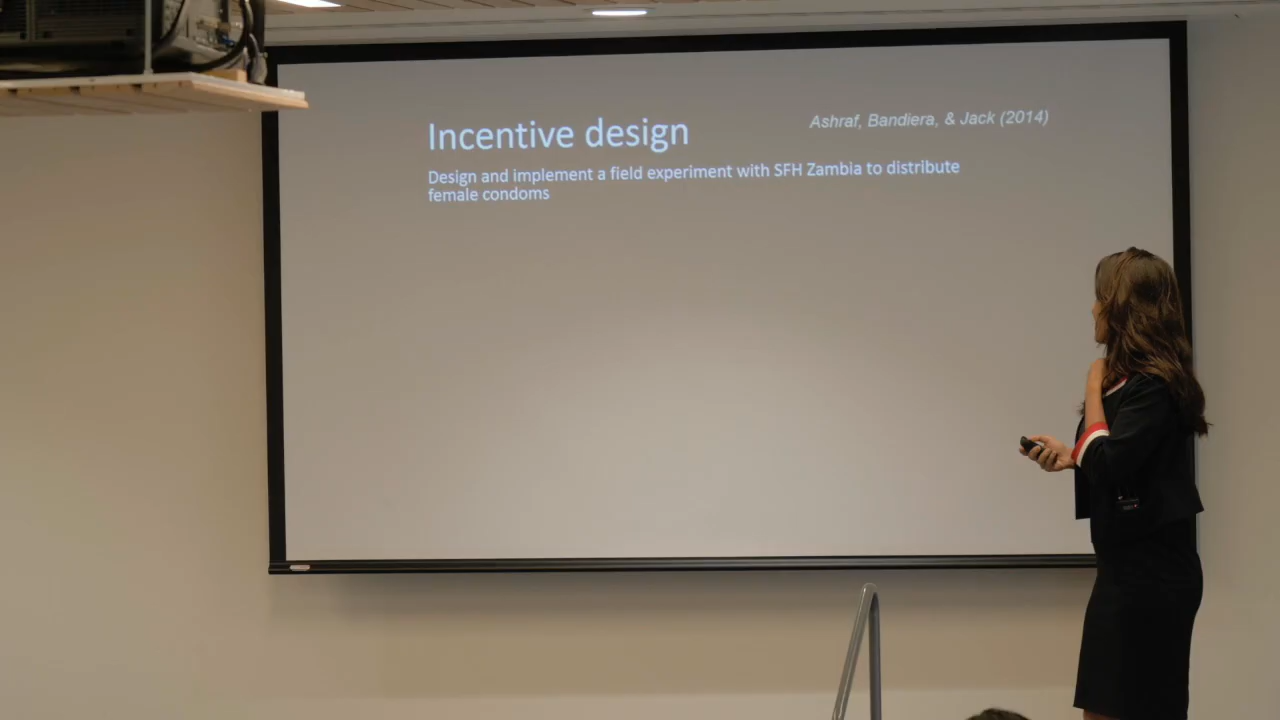 Incentive design
Ashraf, Bandiera, & Jack (2014)
Design and implement a field experiment with SFH Zambia to distribute
female condoms